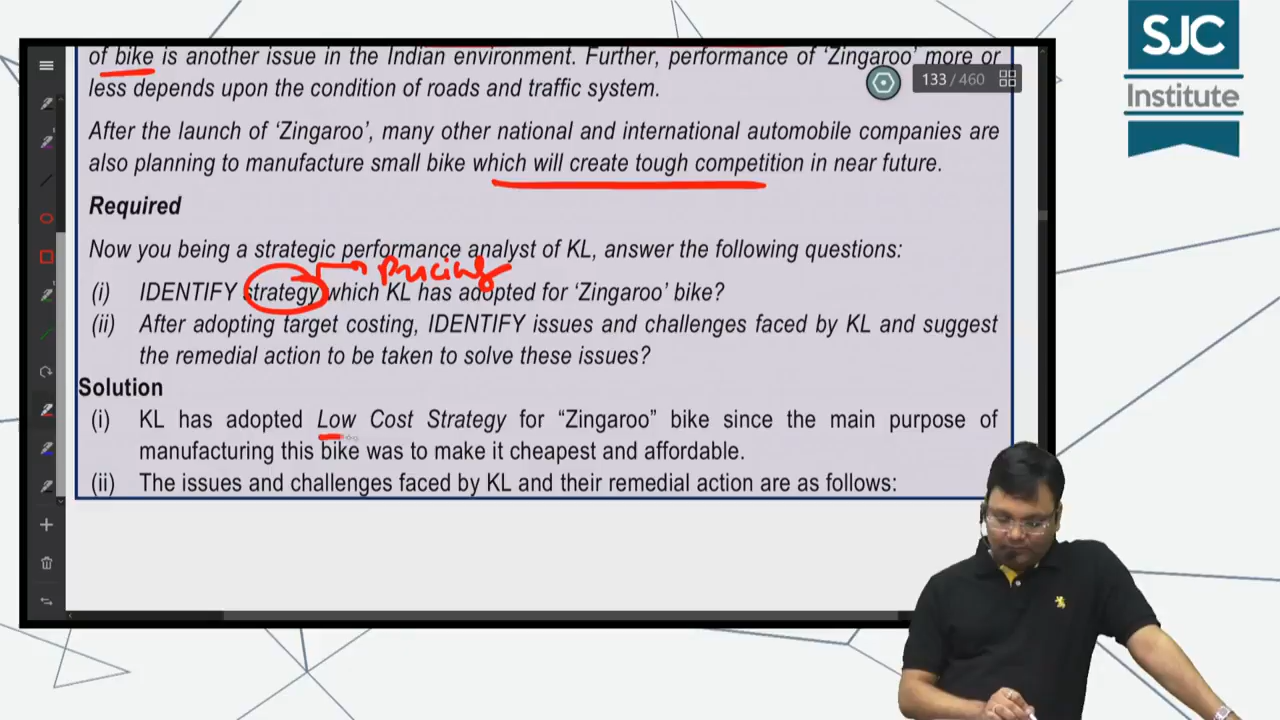 SJC
Institute
133 / 460
of bike is another issue in the Indian environment. Further, performance of ‘Zingaroo’ more or
less depends upon the condition of roads and traffic system.
After the launch of ‘Zingaroo’, many other national and international automobile companies are
also planning to manufacture small bike which will create tough competition in near future.
Required
Now you being a strategic performance analyst of KL, answer the following questions:
Pricing
(i) IDENTIFY strategy which KL has adopted for ‘Zingaroo’ bike?
(ii) After adopting target costing, IDENTIFY issues and challenges faced by KL and suggest
the remedial action to be taken to solve these issues?
Solution
(i) KL has adopted Low Cost Strategy for “Zingaroo” bike since the main purpose of
manufacturing this bike was to make it cheapest and affordable.
(ii) The issues and challenges faced by KL and their remedial action are as follows: